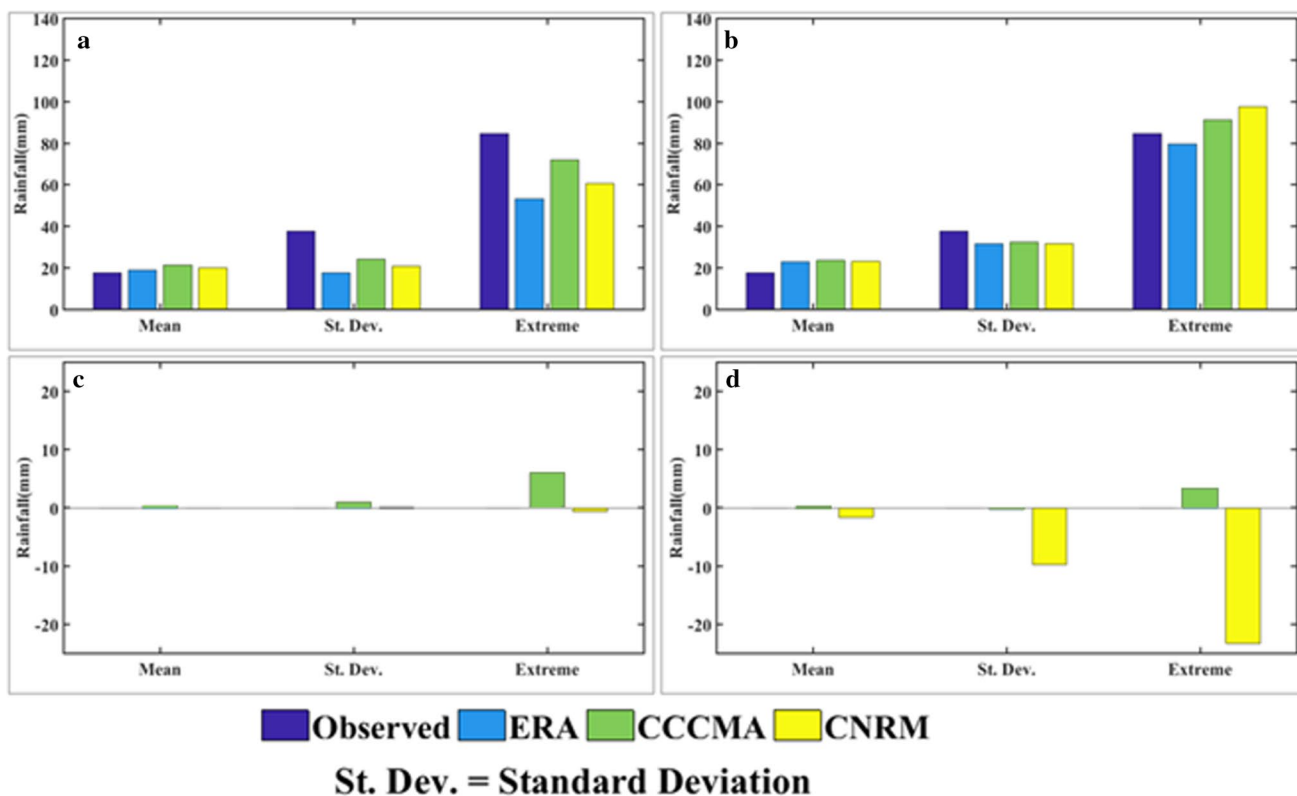 a
140
120
100
80
60
40
20
0
Rainfall(mm)
Mean St. Dev. Extreme
b
140
120
100
80
60
40
20
0
Rainfall(mm)
Mean St. Dev. Extreme
c
20
10
0
-10
-20
Rainfall(mm)
Mean St. Dev. Extreme
d
20
10
0
-10
-20
Rainfall(mm)
Mean St. Dev. Extreme
Observed ERA CCCMA CNRM
St. Dev. = Standard Deviation